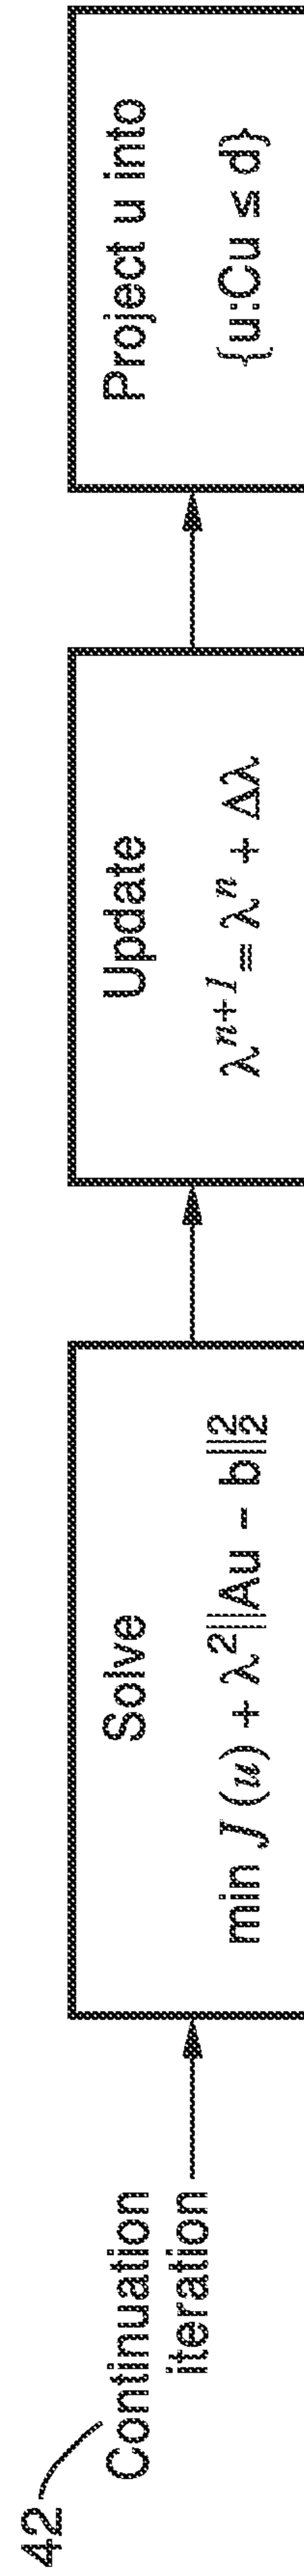 42
Continuation
iteration
Solve
min J (u) + λ²||Au − b||₂²
Update
λⁿ⁺¹ = λⁿ + Δλ
Project u into
{u:Cu ≤ d}